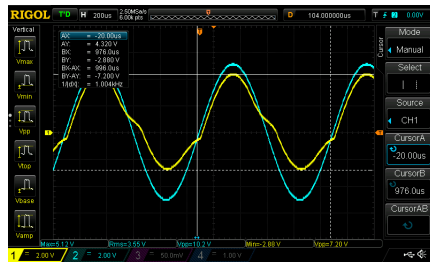 RIGOL T'D H 200us 2.50MSa/s 6.00k pts D 104.000000us T 0.00V
Vertical
Vmax
Vmin
Vpp
Vtop
Vbase
Vamp
AX: = -20.00us
AY: = 4.320 V
BX: = 976.0us
BY: = -2.880 V
BX-AX: = 996.0us
BY-AY: = -7.200 V
1/|dX|: = 1.004kHz
Cursor
Mode
Manual
Select
Source
CH1
CursorA
-20.00us
CursorB
976.0us
CursorAB
Max=5.12 V Rms=3.55 V Vpp=10.2 V Min=-2.88 V Vpp=7.20 V
1 = 2.00 V 2 = 2.00 V 3 = 50.0mV 4 = 1.00 V